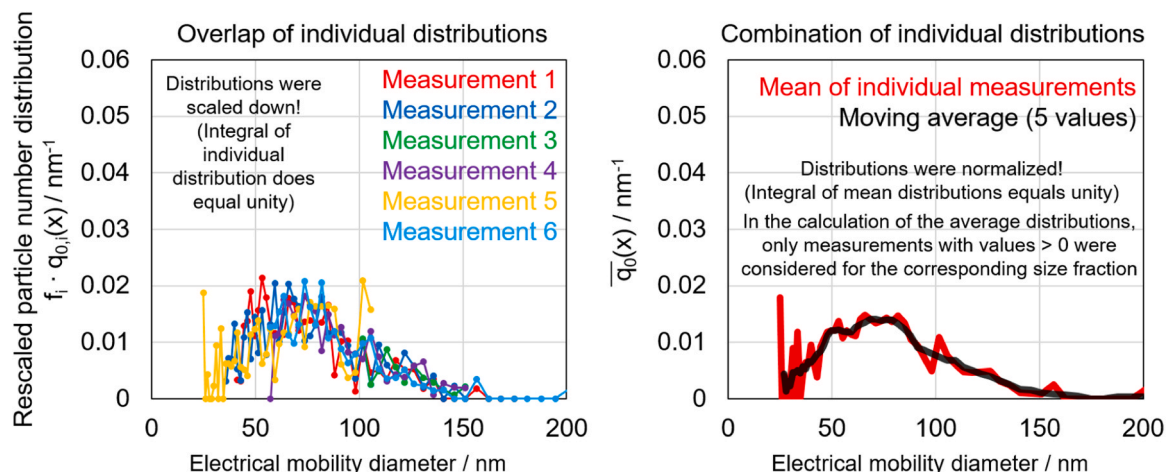 Overlap of individual distributions
Rescaled particle number distribution
fᵢ · q₀,ᵢ(x) / nm⁻¹
0.06
0.05
0.04
0.03
0.02
0.01
0
Distributions were
scaled down!
(Integral of
individual
distribution does
equal unity)
Measurement 1
Measurement 2
Measurement 3
Measurement 4
Measurement 5
Measurement 6
0 50 100 150 200
Electrical mobility diameter / nm
Combination of individual distributions
q̅₀(x) / nm⁻¹
0.06
0.05
0.04
0.03
0.02
0.01
0
Mean of individual measurements
Moving average (5 values)
Distributions were normalized!
(Integral of mean distributions equals unity)
In the calculation of the average distributions,
only measurements with values > 0 were
considered for the corresponding size fraction
0 50 100 150 200
Electrical mobility diameter / nm